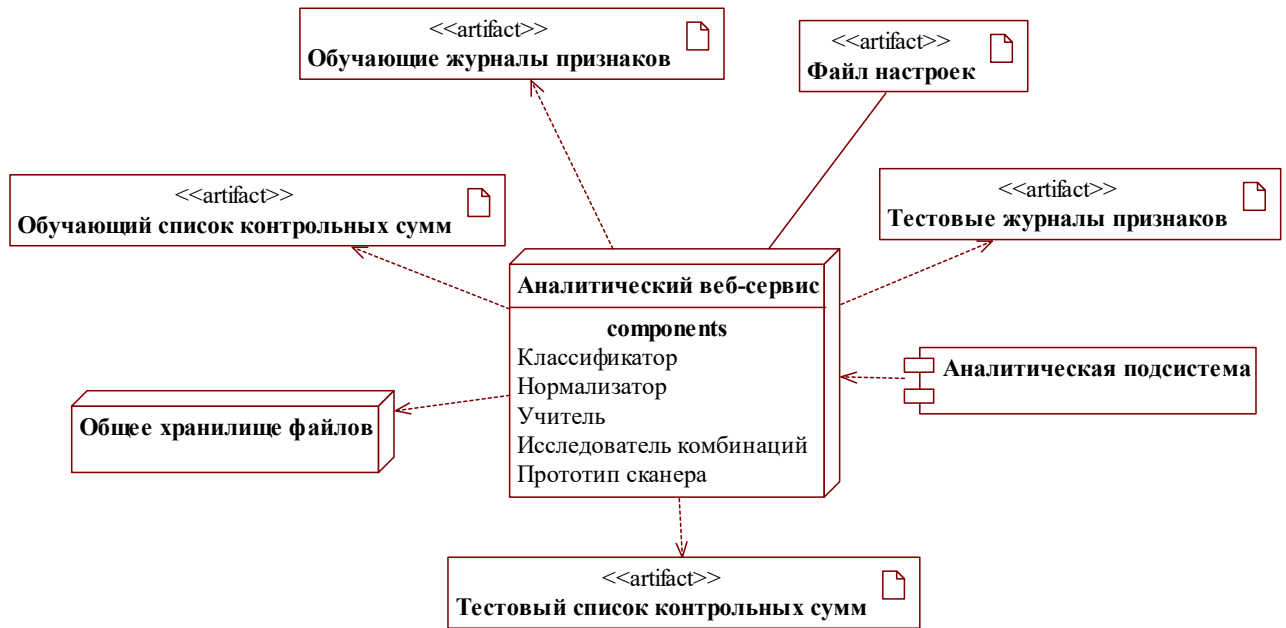 <<artifact>>
Обучающие журналы признаков
<<artifact>>
Файл настроек
<<artifact>>
Обучающий список контрольных сумм
<<artifact>>
Тестовые журналы признаков
Аналитический веб-сервис
components
Классификатор
Нормализатор
Учитель
Исследователь комбинаций
Прототип сканера
Аналитическая подсистема
Общее хранилище файлов
<<artifact>>
Тестовый список контрольных сумм